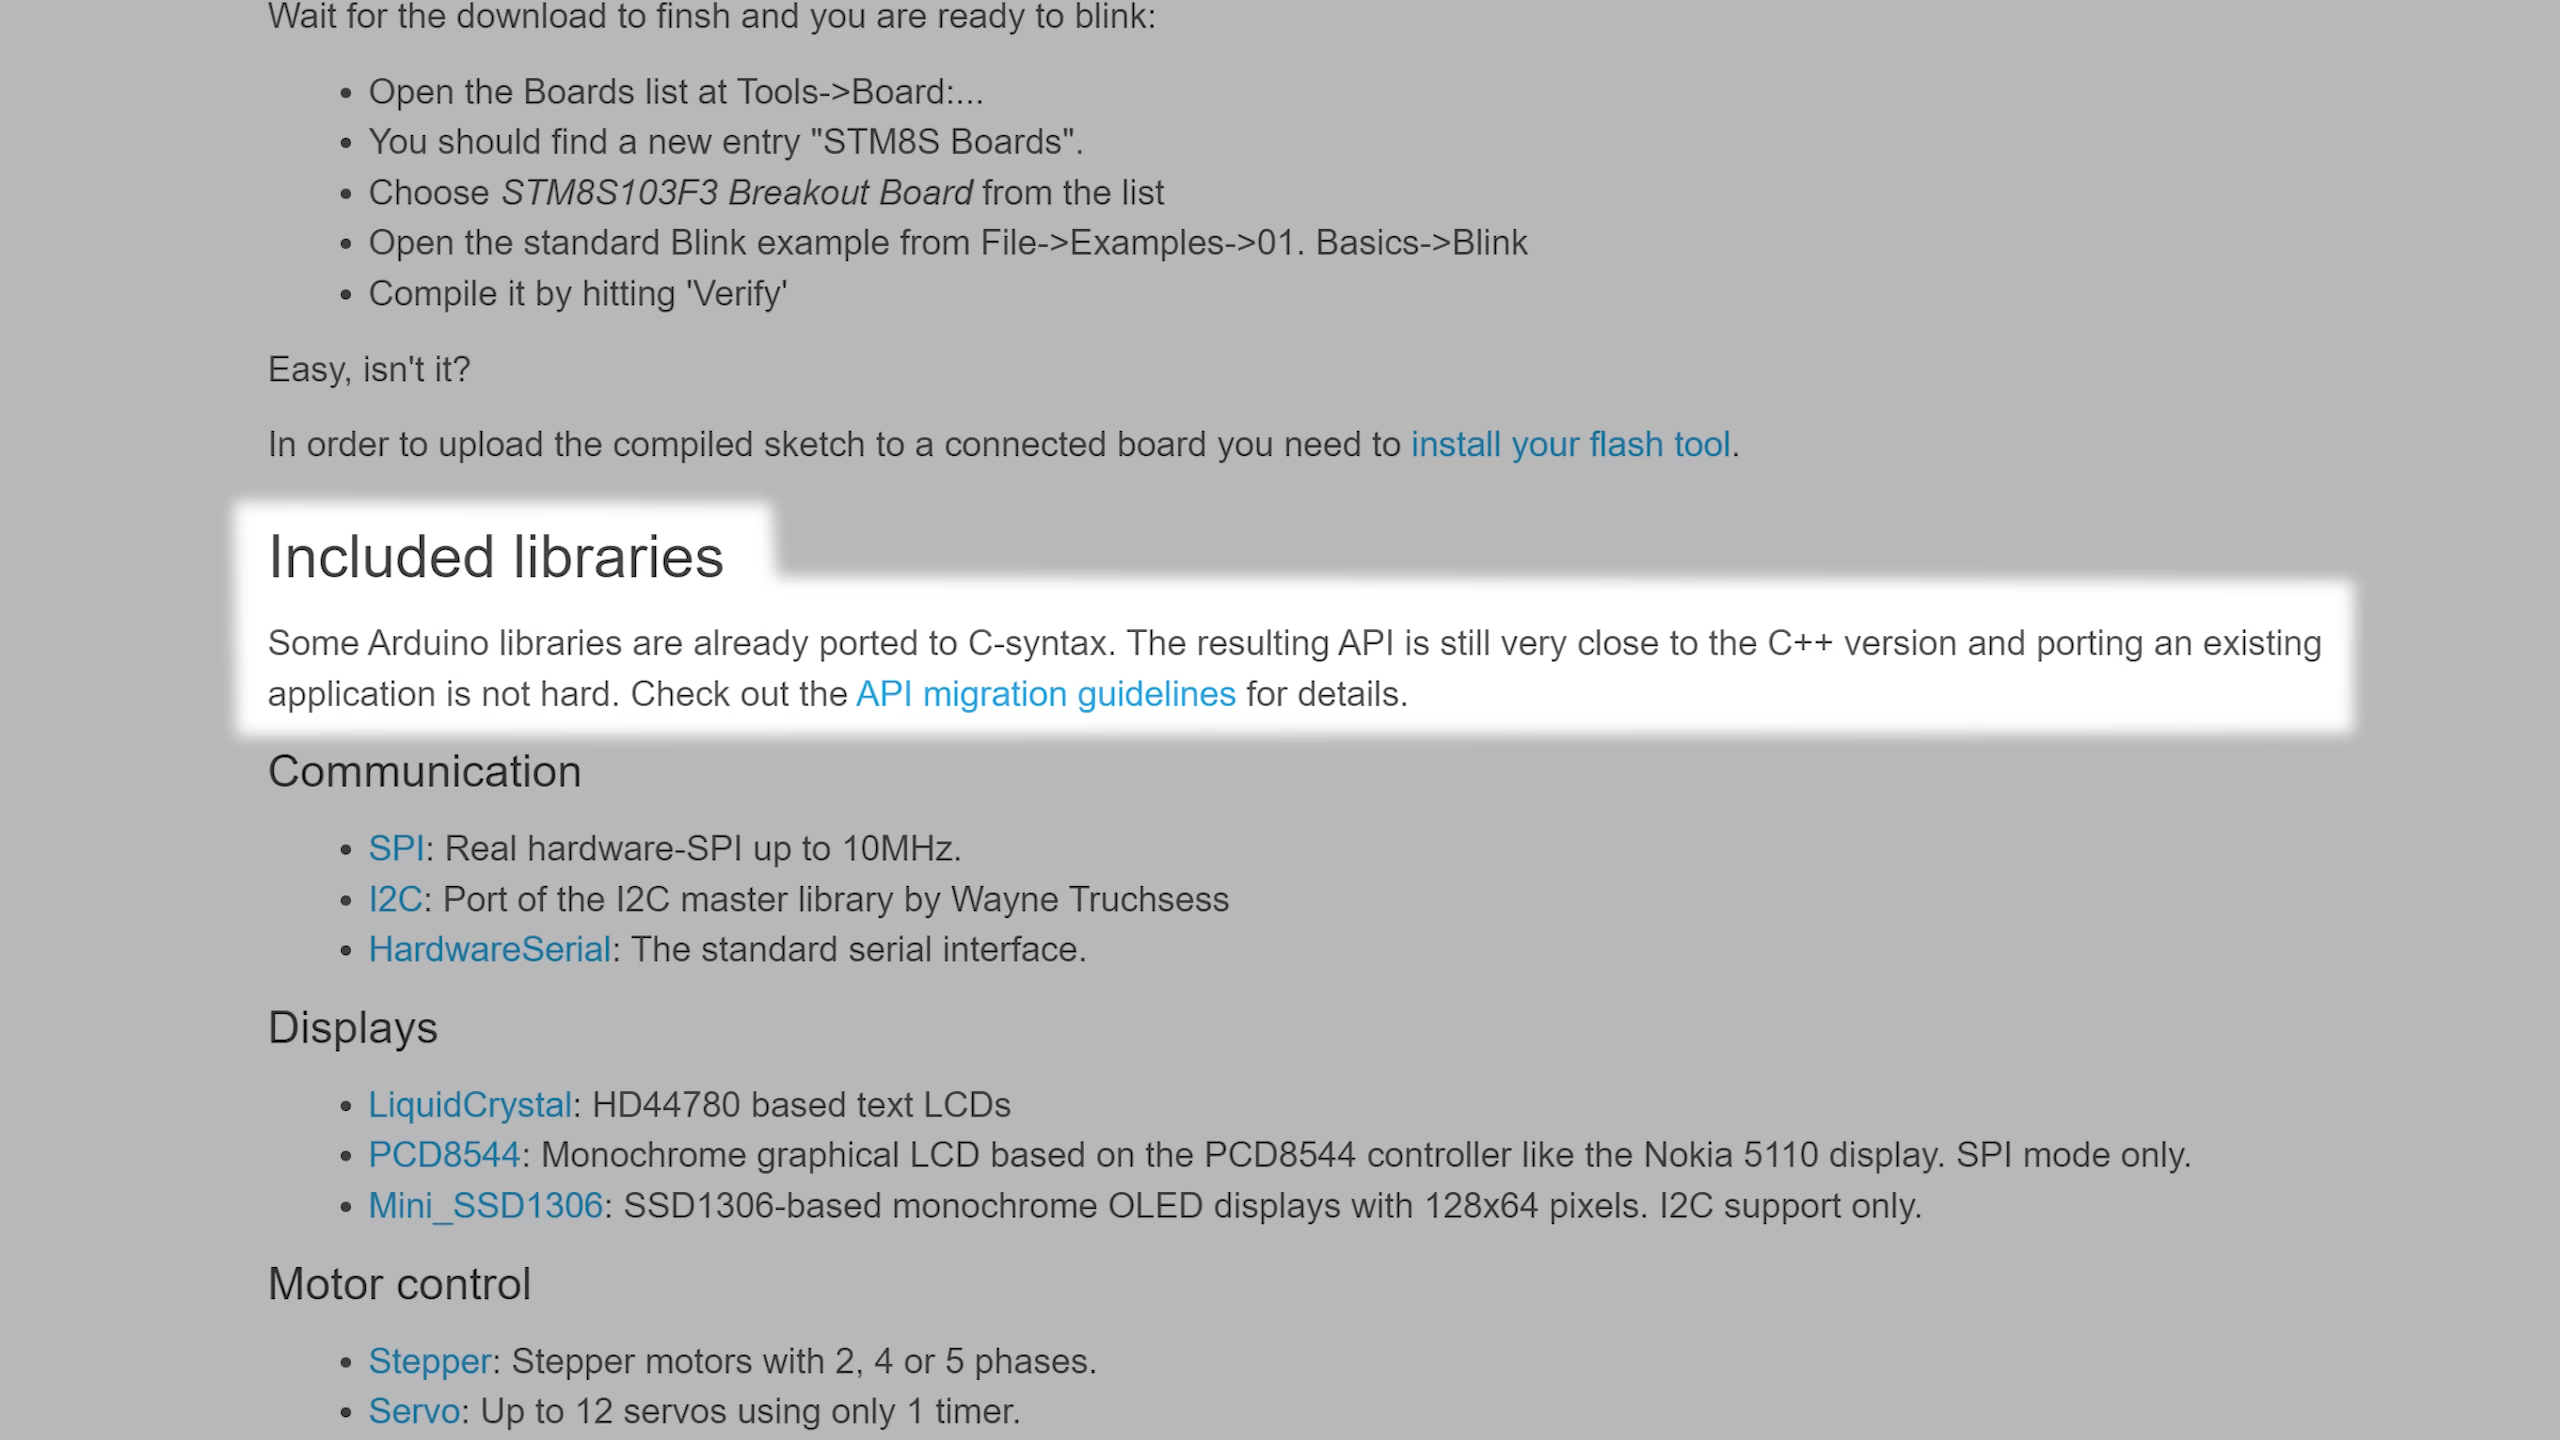 Wait for the download to finsh and you are ready to blink:
• Open the Boards list at Tools->Board:...
• You should find a new entry "STM8S Boards".
• Choose STM8S103F3 Breakout Board from the list
• Open the standard Blink example from File->Examples->01. Basics->Blink
• Compile it by hitting 'Verify'
Easy, isn't it?
In order to upload the compiled sketch to a connected board you need to install your flash tool.
Included libraries
Some Arduino libraries are already ported to C-syntax. The resulting API is still very close to the C++ version and porting an existing
application is not hard. Check out the API migration guidelines for details.
Communication
• SPI: Real hardware-SPI up to 10MHz.
• I2C: Port of the I2C master library by Wayne Truchsess
• HardwareSerial: The standard serial interface.
Displays
• LiquidCrystal: HD44780 based text LCDs
• PCD8544: Monochrome graphical LCD based on the PCD8544 controller like the Nokia 5110 display. SPI mode only.
• Mini_SSD1306: SSD1306-based monochrome OLED displays with 128x64 pixels. I2C support only.
Motor control
• Stepper: Stepper motors with 2, 4 or 5 phases.
• Servo: Up to 12 servos using only 1 timer.